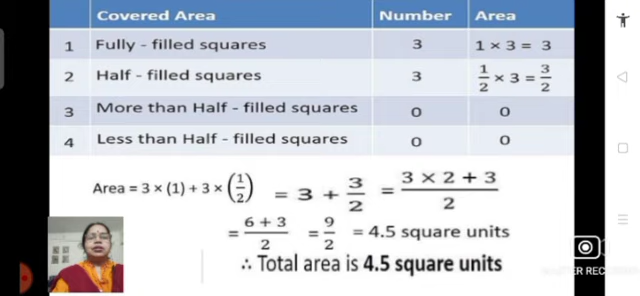 Covered Area Number Area
1 Fully - filled squares 3 1 × 3 = 3
2 Half - filled squares 3 1/2 × 3 = 3/2
3 More than Half - filled squares 0 0
4 Less than Half - filled squares 0 0
Area = 3 × (1) + 3 × (1/2) = 3 + 3/2 = (3 × 2 + 3)/2
= (6 + 3)/2 = 9/2 = 4.5 square units
∴ Total area is 4.5 square units